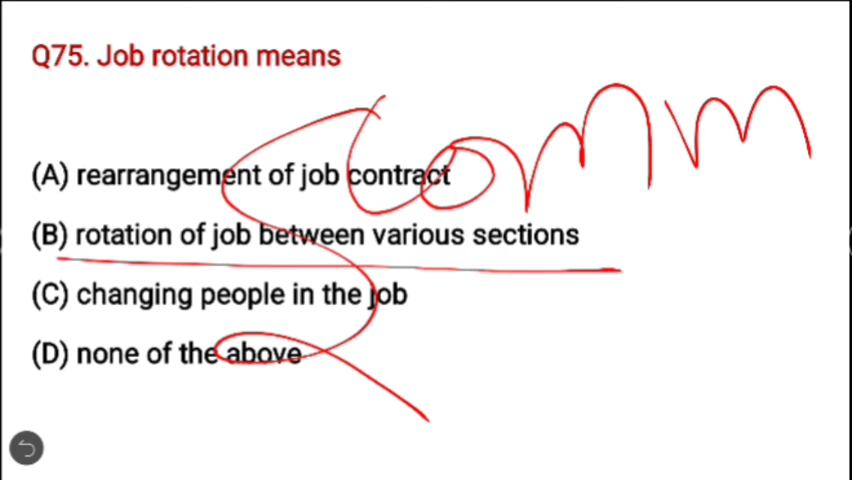 Q75. Job rotation means
comm
(A) rearrangement of job contract
(B) rotation of job between various sections
(C) changing people in the job
(D) none of the above